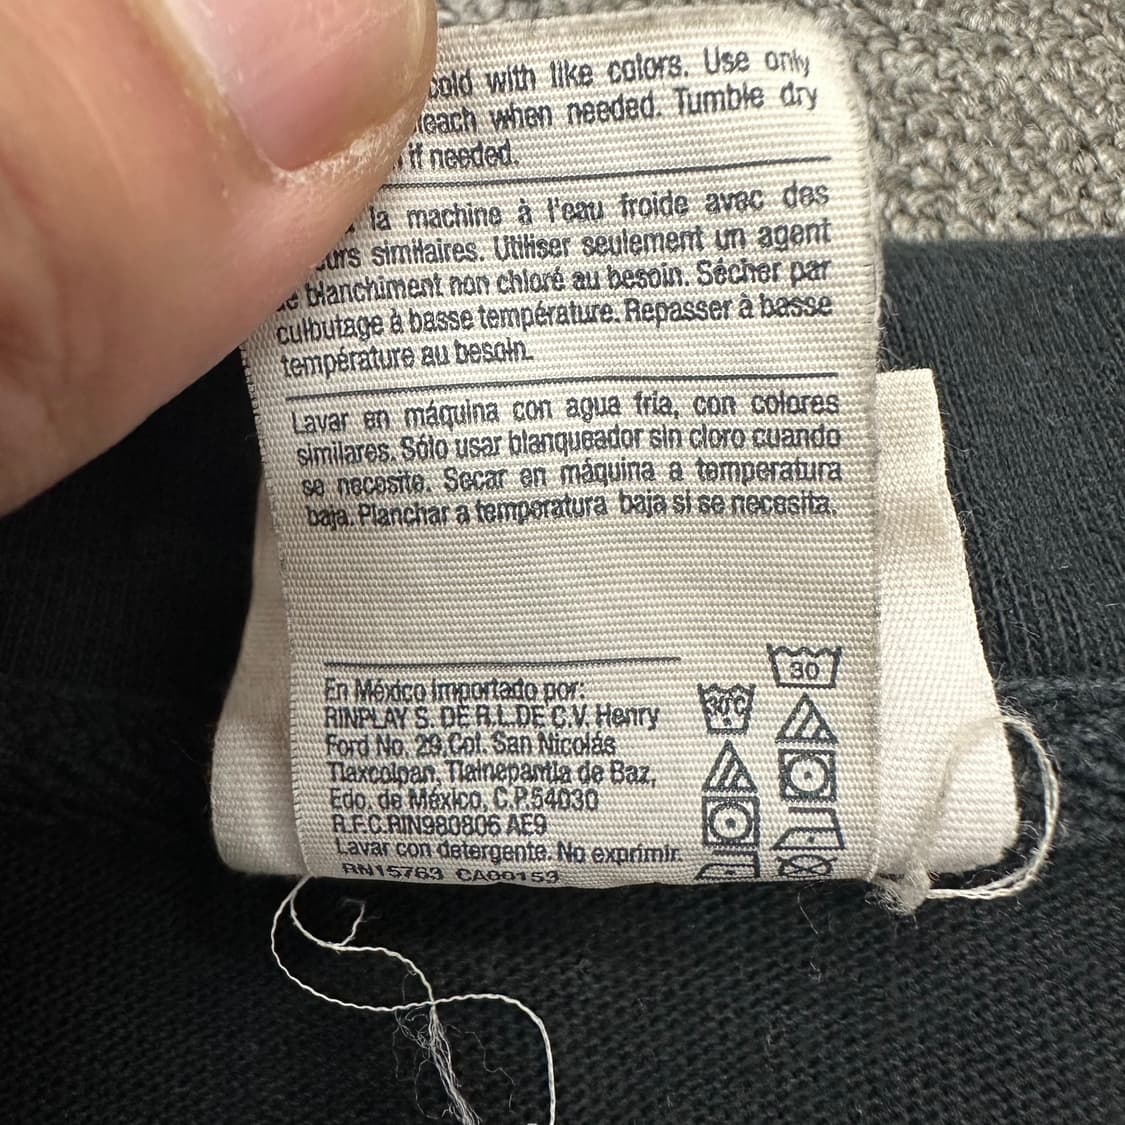 cold with like colors. Use only
when needed. Tumble dry
if needed.
la machine à l'eau froide avec des
similaires. Utiliser seulement un agent
blanchiment non chloré au besoin. Sécher par
culbutage à basse température. Repasser à basse
température au besoin.
Lavar en máquina con agua fría, con colores
similares. Sólo usar blanqueador sin cloro cuando
se necesite. Secar en máquina a temperatura
baja. Planchar a temperatura baja si se necesita.
30
30°C
En México Importado por:
RINPLAY S. DE R.L.DE C.V. Henry
Ford No. 29,Col. San Nicolás
Tlaxcolpan, Tlalnepantla de Baz,
Edo. de México, C.P.54030
R.F.C.RIN980806 AE9
Lavar con detergente. No exprimir.
RN15763 CA00153